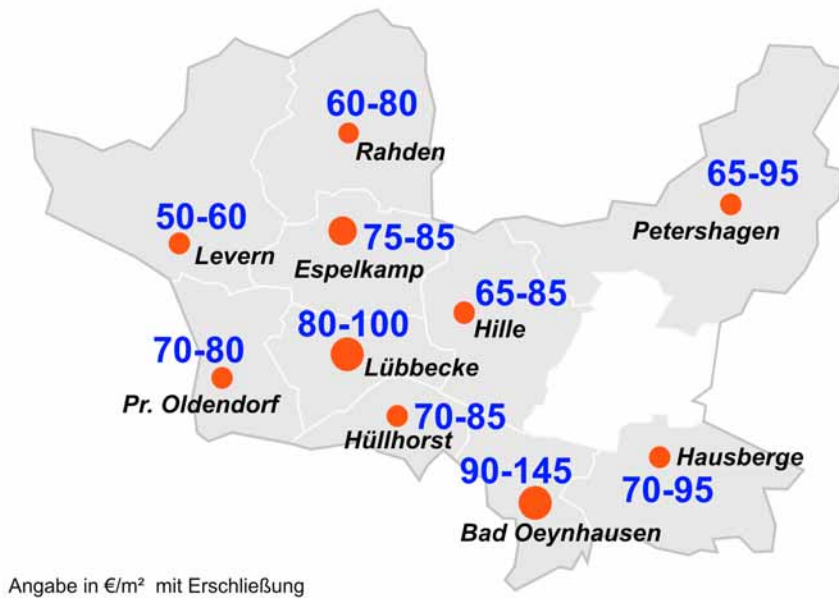 60-80
Rahden
65-95
Petershagen
50-60
Levern
75-85
Espelkamp
65-85
Hille
80-100
Lübbecke
70-80
Pr. Oldendorf
70-85
Hüllhorst
Hausberge
70-95
90-145
Bad Oeynhausen
Angabe in €/m² mit Erschließung